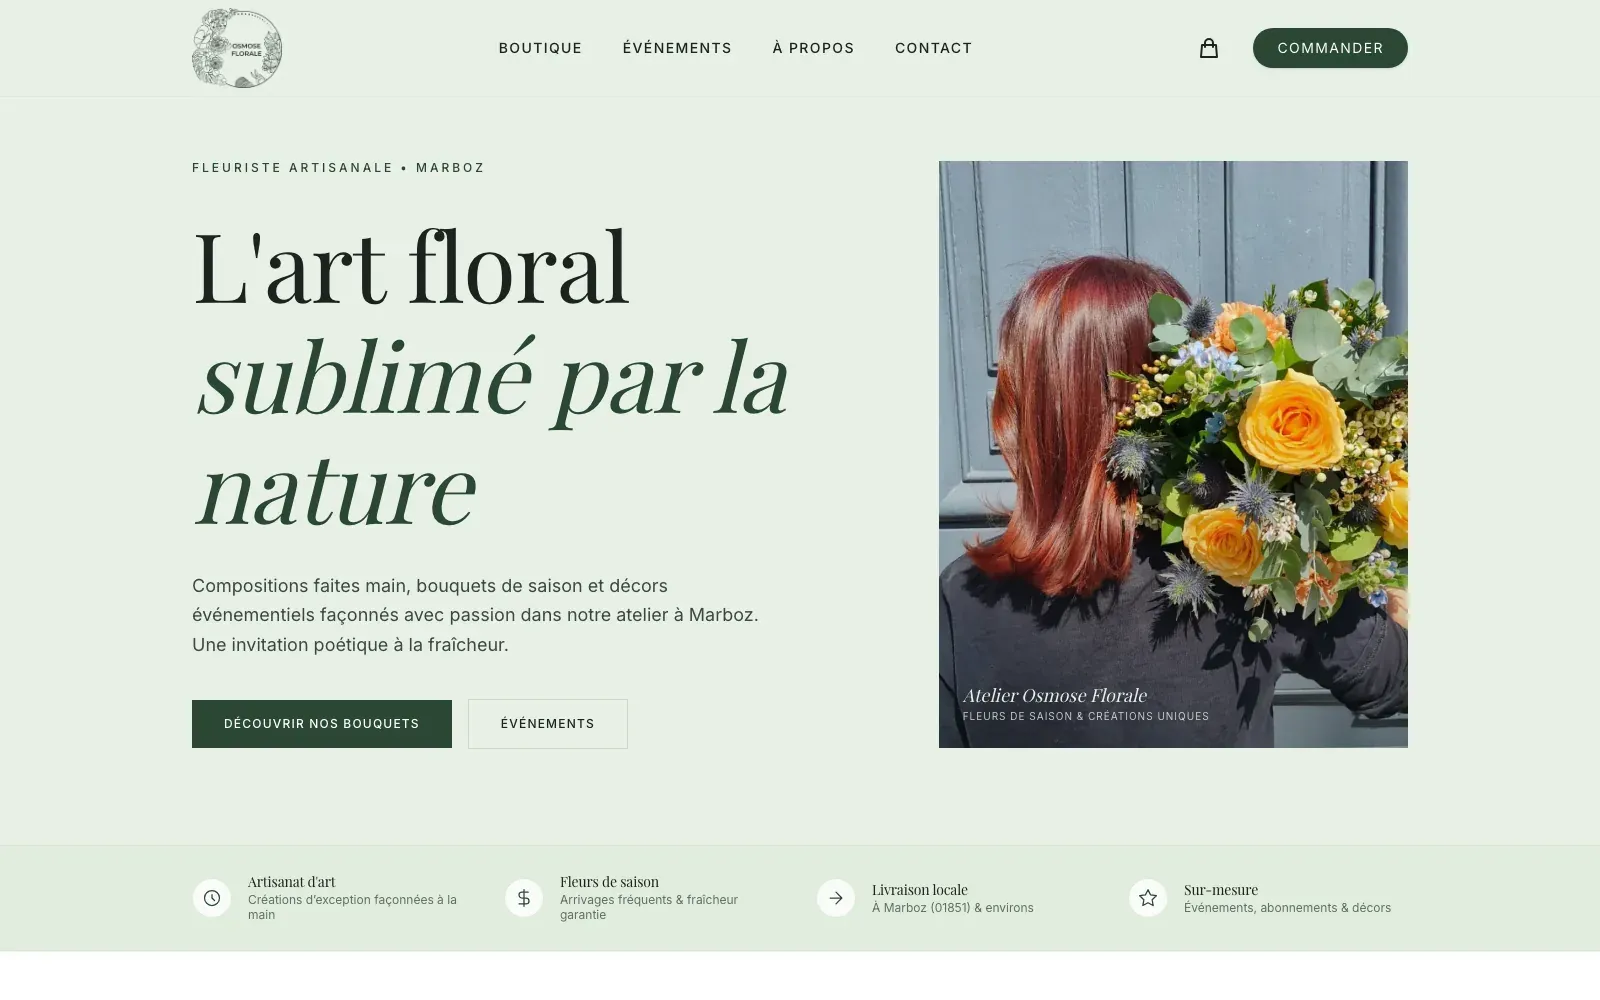 OSMOSE
FLORALE
BOUTIQUE
ÉVÉNEMENTS
À PROPOS
CONTACT
COMMANDER
FLEURISTE ARTISANALE • MARBOZ
L'art floral
sublimé par la
nature
Compositions faites main, bouquets de saison et décors
événementiels façonnés avec passion dans notre atelier à Marboz.
Une invitation poétique à la fraîcheur.
DÉCOUVRIR NOS BOUQUETS
ÉVÉNEMENTS
Atelier Osmose Florale
FLEURS DE SAISON & CRÉATIONS UNIQUES
Artisanat d'art
Créations d’exception façonnées à la
main
Fleurs de saison
Arrivages fréquents & fraîcheur
garantie
Livraison locale
À Marboz (01851) & environs
Sur-mesure
Événements, abonnements & décors